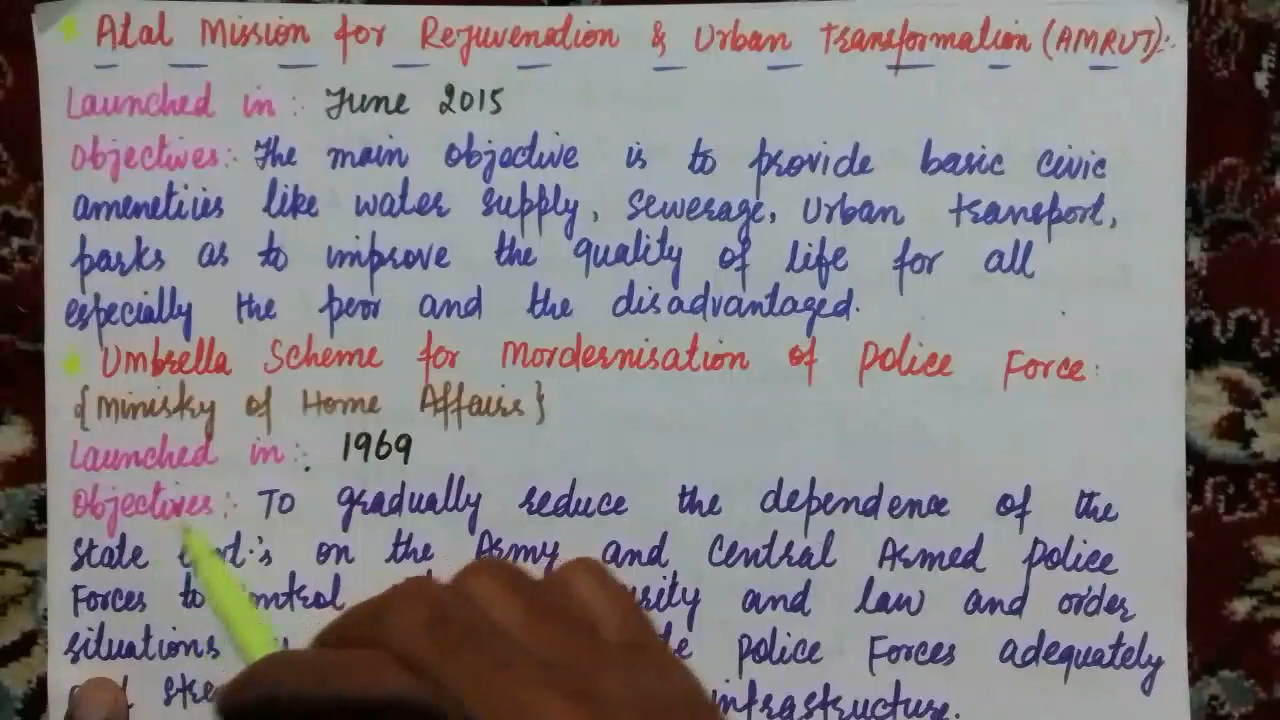 Atal Mission for Rejuvenation & Urban Transformation (AMRUT):-
Launched in: June 2015
Objectives:- The main objective is to provide basic civic
ameneties like water supply, sewerage, urban transport,
parks as to improve the quality of life for all
especially the poor and the disadvantaged.
Umbrella Scheme for Mordernisation of Police Force:
{Ministry of Home Affairs}
Launched in:- 1969
Objectives:- To gradually reduce the dependence of the
state on the Army and Central Armed Police
Forces to and law and order
situations Police Forces adequately
infrastructure.